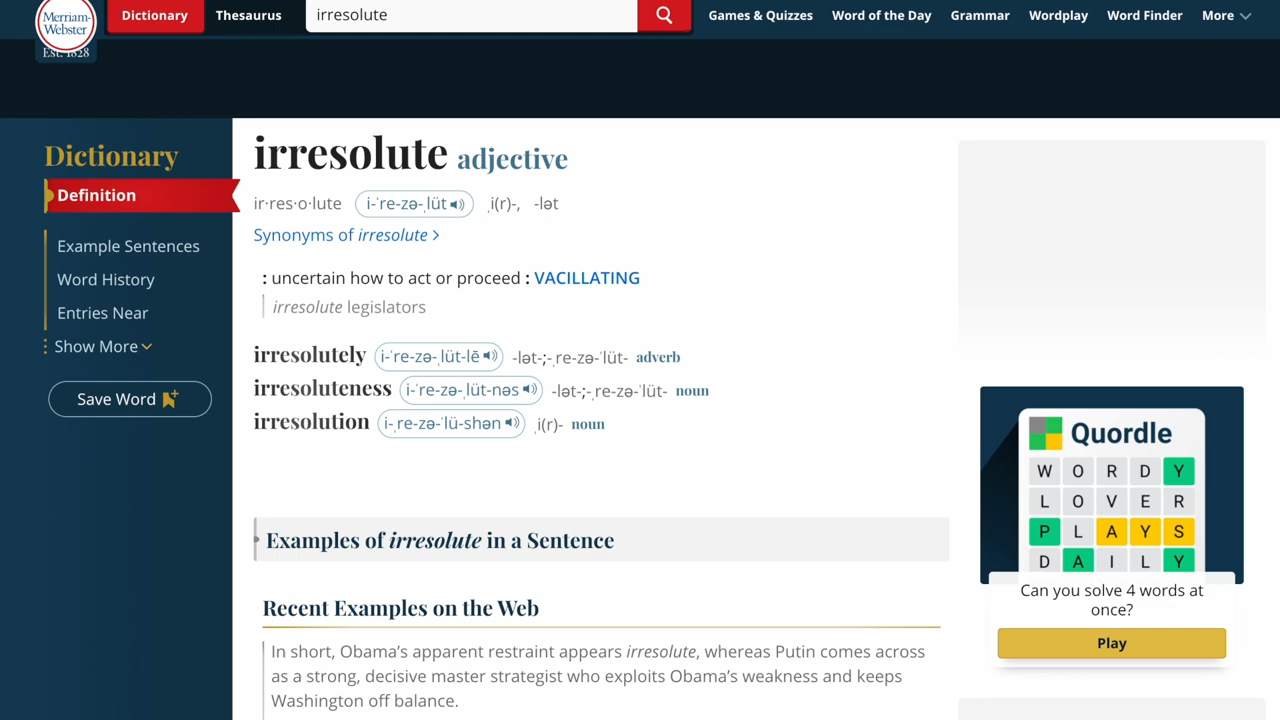 Merriam-
Webster
Est. 1828
Dictionary
Thesaurus
irresolute
Games & Quizzes
Word of the Day
Grammar
Wordplay
Word Finder
More
Dictionary
Definition
Example Sentences
Word History
Entries Near
Show More
Save Word
irresolute adjective
ir·res·o·lute i-ˈre-zə-ˌlüt ˌi(r)-, -lət
Synonyms of irresolute >
: uncertain how to act or proceed : VACILLATING
irresolute legislators
irresolutely i-ˈre-zə-ˌlüt-lē -lət-;-ˌre-zə-ˈlüt- adverb
irresoluteness i-ˈre-zə-ˌlüt-nəs -lət-;-ˌre-zə-ˈlüt- noun
irresolution i-ˌre-zə-ˈlü-shən ˌi(r)- noun
Examples of irresolute in a Sentence
Recent Examples on the Web
In short, Obama's apparent restraint appears irresolute, whereas Putin comes across
as a strong, decisive master strategist who exploits Obama's weakness and keeps
Washington off balance.
Quordle
W O R D Y
L O V E R
P L A Y S
D A I L Y
Can you solve 4 words at
once?
Play